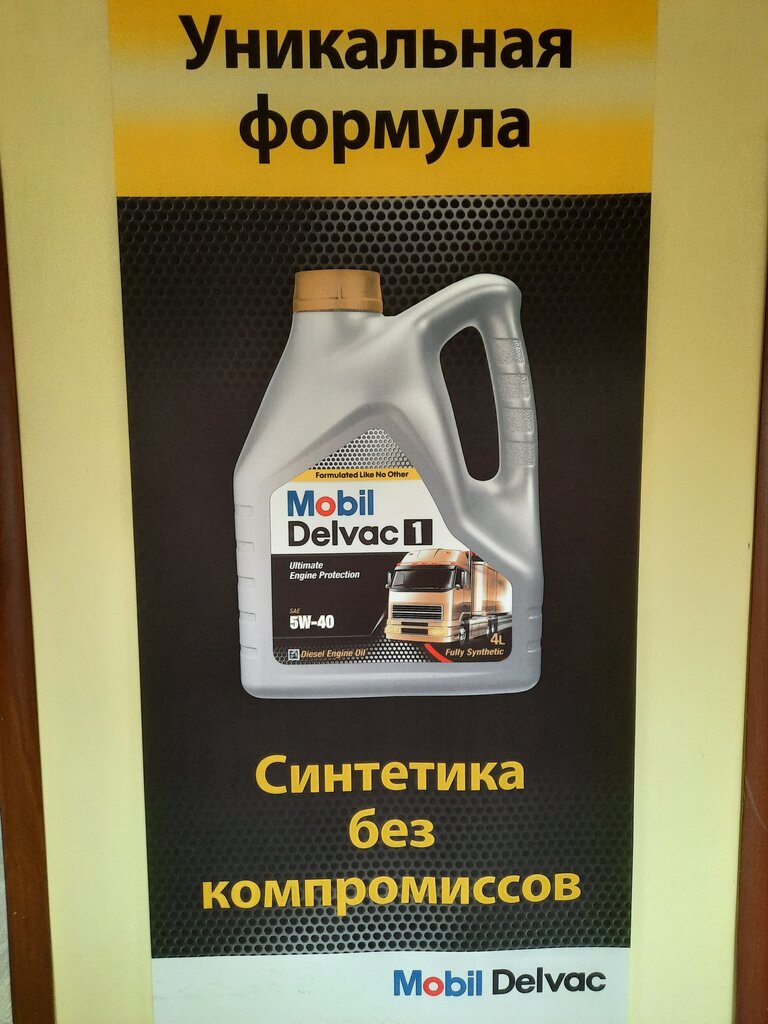 Уникальная
формула
Formulated Like No Other
Mobil
Delvac 1
Ultimate
Engine Protection
SAE
5W-40
4L
Diesel Engine Oil
Fully Synthetic
Синтетика
без
компромиссов
Mobil Delvac